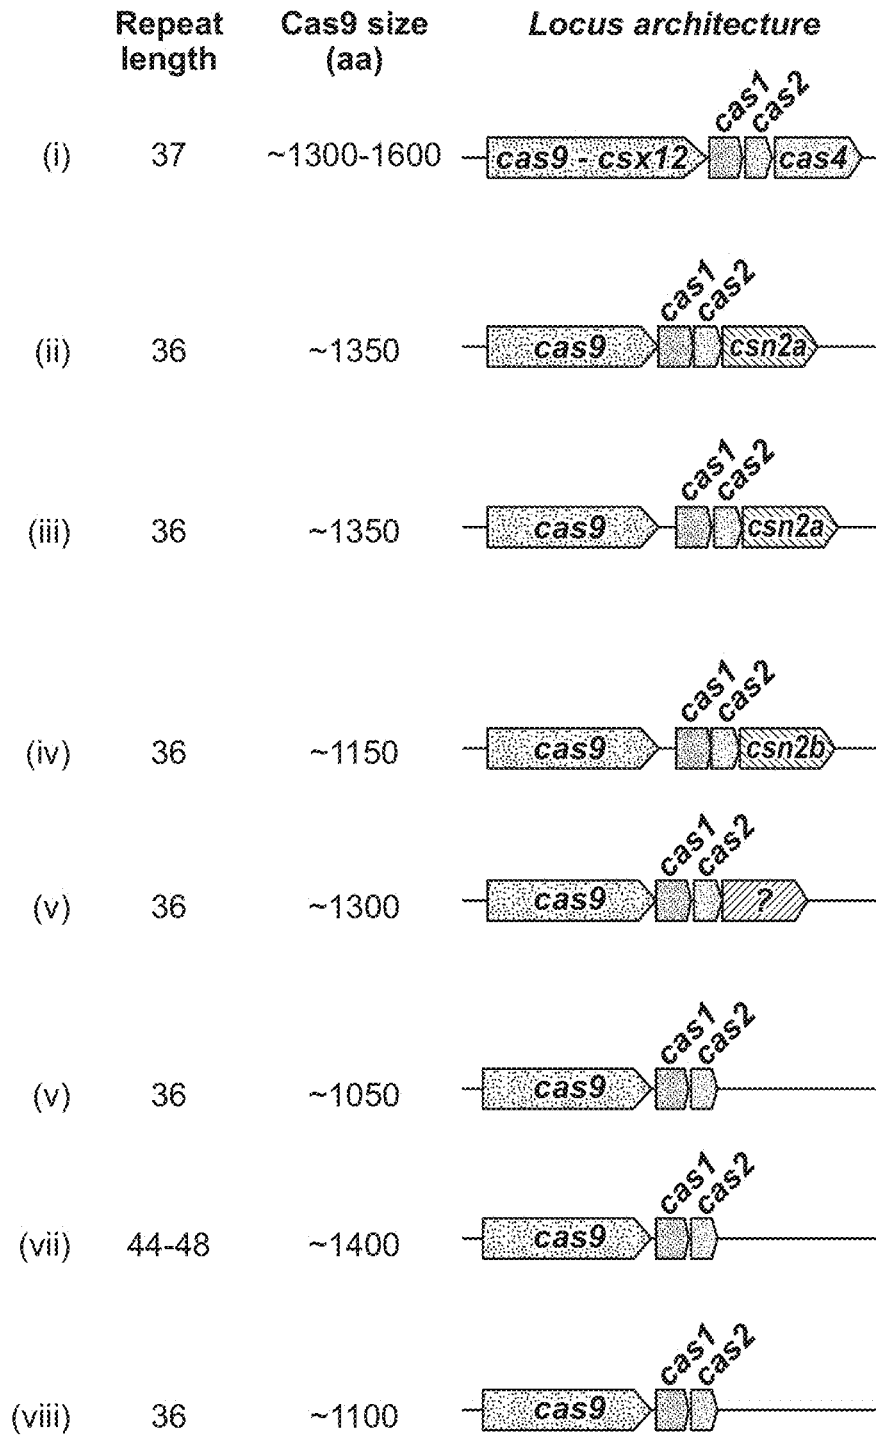 Repeat Cas9 size Locus architecture
length (aa)
cas1 cas2
(i) 37 ~1300-1600 cas9 - csx12 cas4
cas1 cas2
(ii) 36 ~1350 cas9 csn2a
cas1 cas2
(iii) 36 ~1350 cas9 csn2a
cas1 cas2
(iv) 36 ~1150 cas9 csn2b
cas1 cas2
(v) 36 ~1300 cas9 ?
cas1 cas2
(v) 36 ~1050 cas9
cas1 cas2
(vii) 44-48 ~1400 cas9
cas1 cas2
(viii) 36 ~1100 cas9